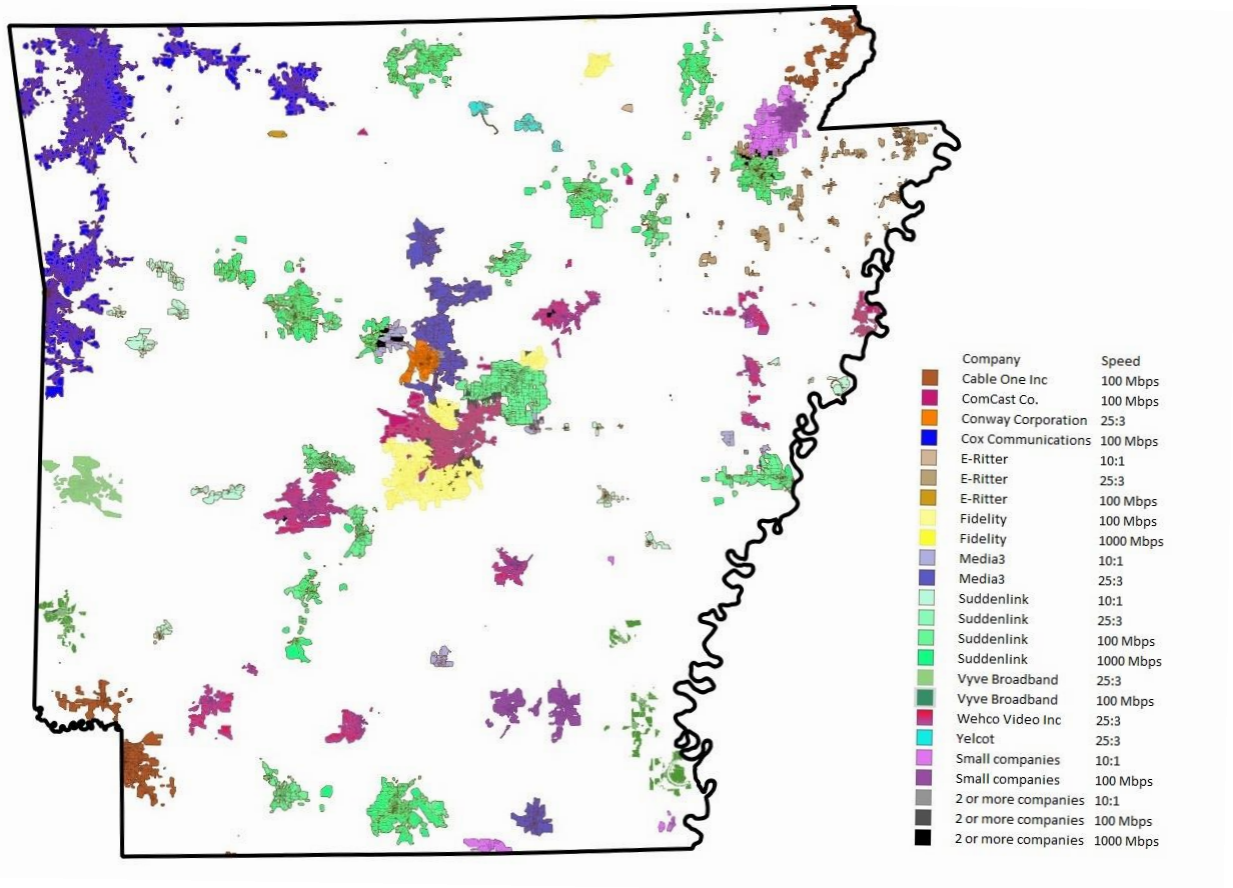 Company Speed
Cable One Inc 100 Mbps
ComCast Co. 100 Mbps
Conway Corporation 25:3
Cox Communications 100 Mbps
E-Ritter 10:1
E-Ritter 25:3
E-Ritter 100 Mbps
Fidelity 100 Mbps
Fidelity 1000 Mbps
Media3 10:1
Media3 25:3
Suddenlink 10:1
Suddenlink 25:3
Suddenlink 100 Mbps
Suddenlink 1000 Mbps
Vyve Broadband 25:3
Vyve Broadband 100 Mbps
Wehco Video Inc 25:3
Yelcot 25:3
Small companies 10:1
Small companies 100 Mbps
2 or more companies 10:1
2 or more companies 100 Mbps
2 or more companies 1000 Mbps